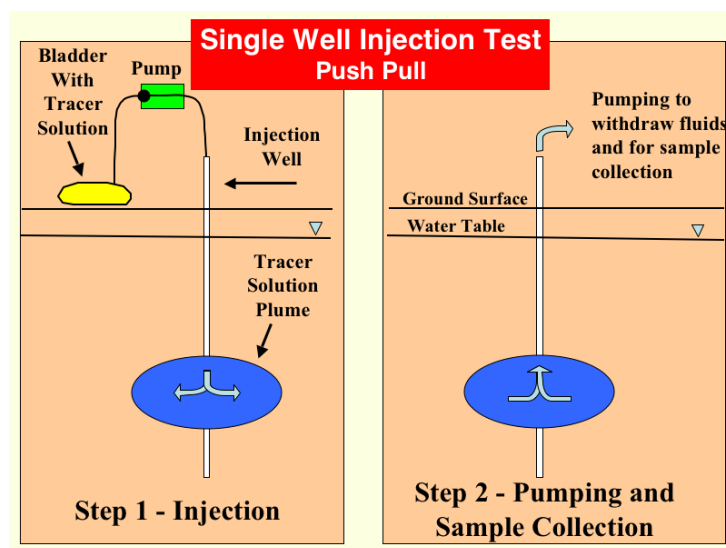 Single Well Injection Test
Push Pull
Bladder
With
Tracer
Solution
Pump
Injection
Well
Tracer
Solution
Plume
Step 1 - Injection
Pumping to
withdraw fluids
and for sample
collection
Ground Surface
Water Table
Step 2 - Pumping and
Sample Collection